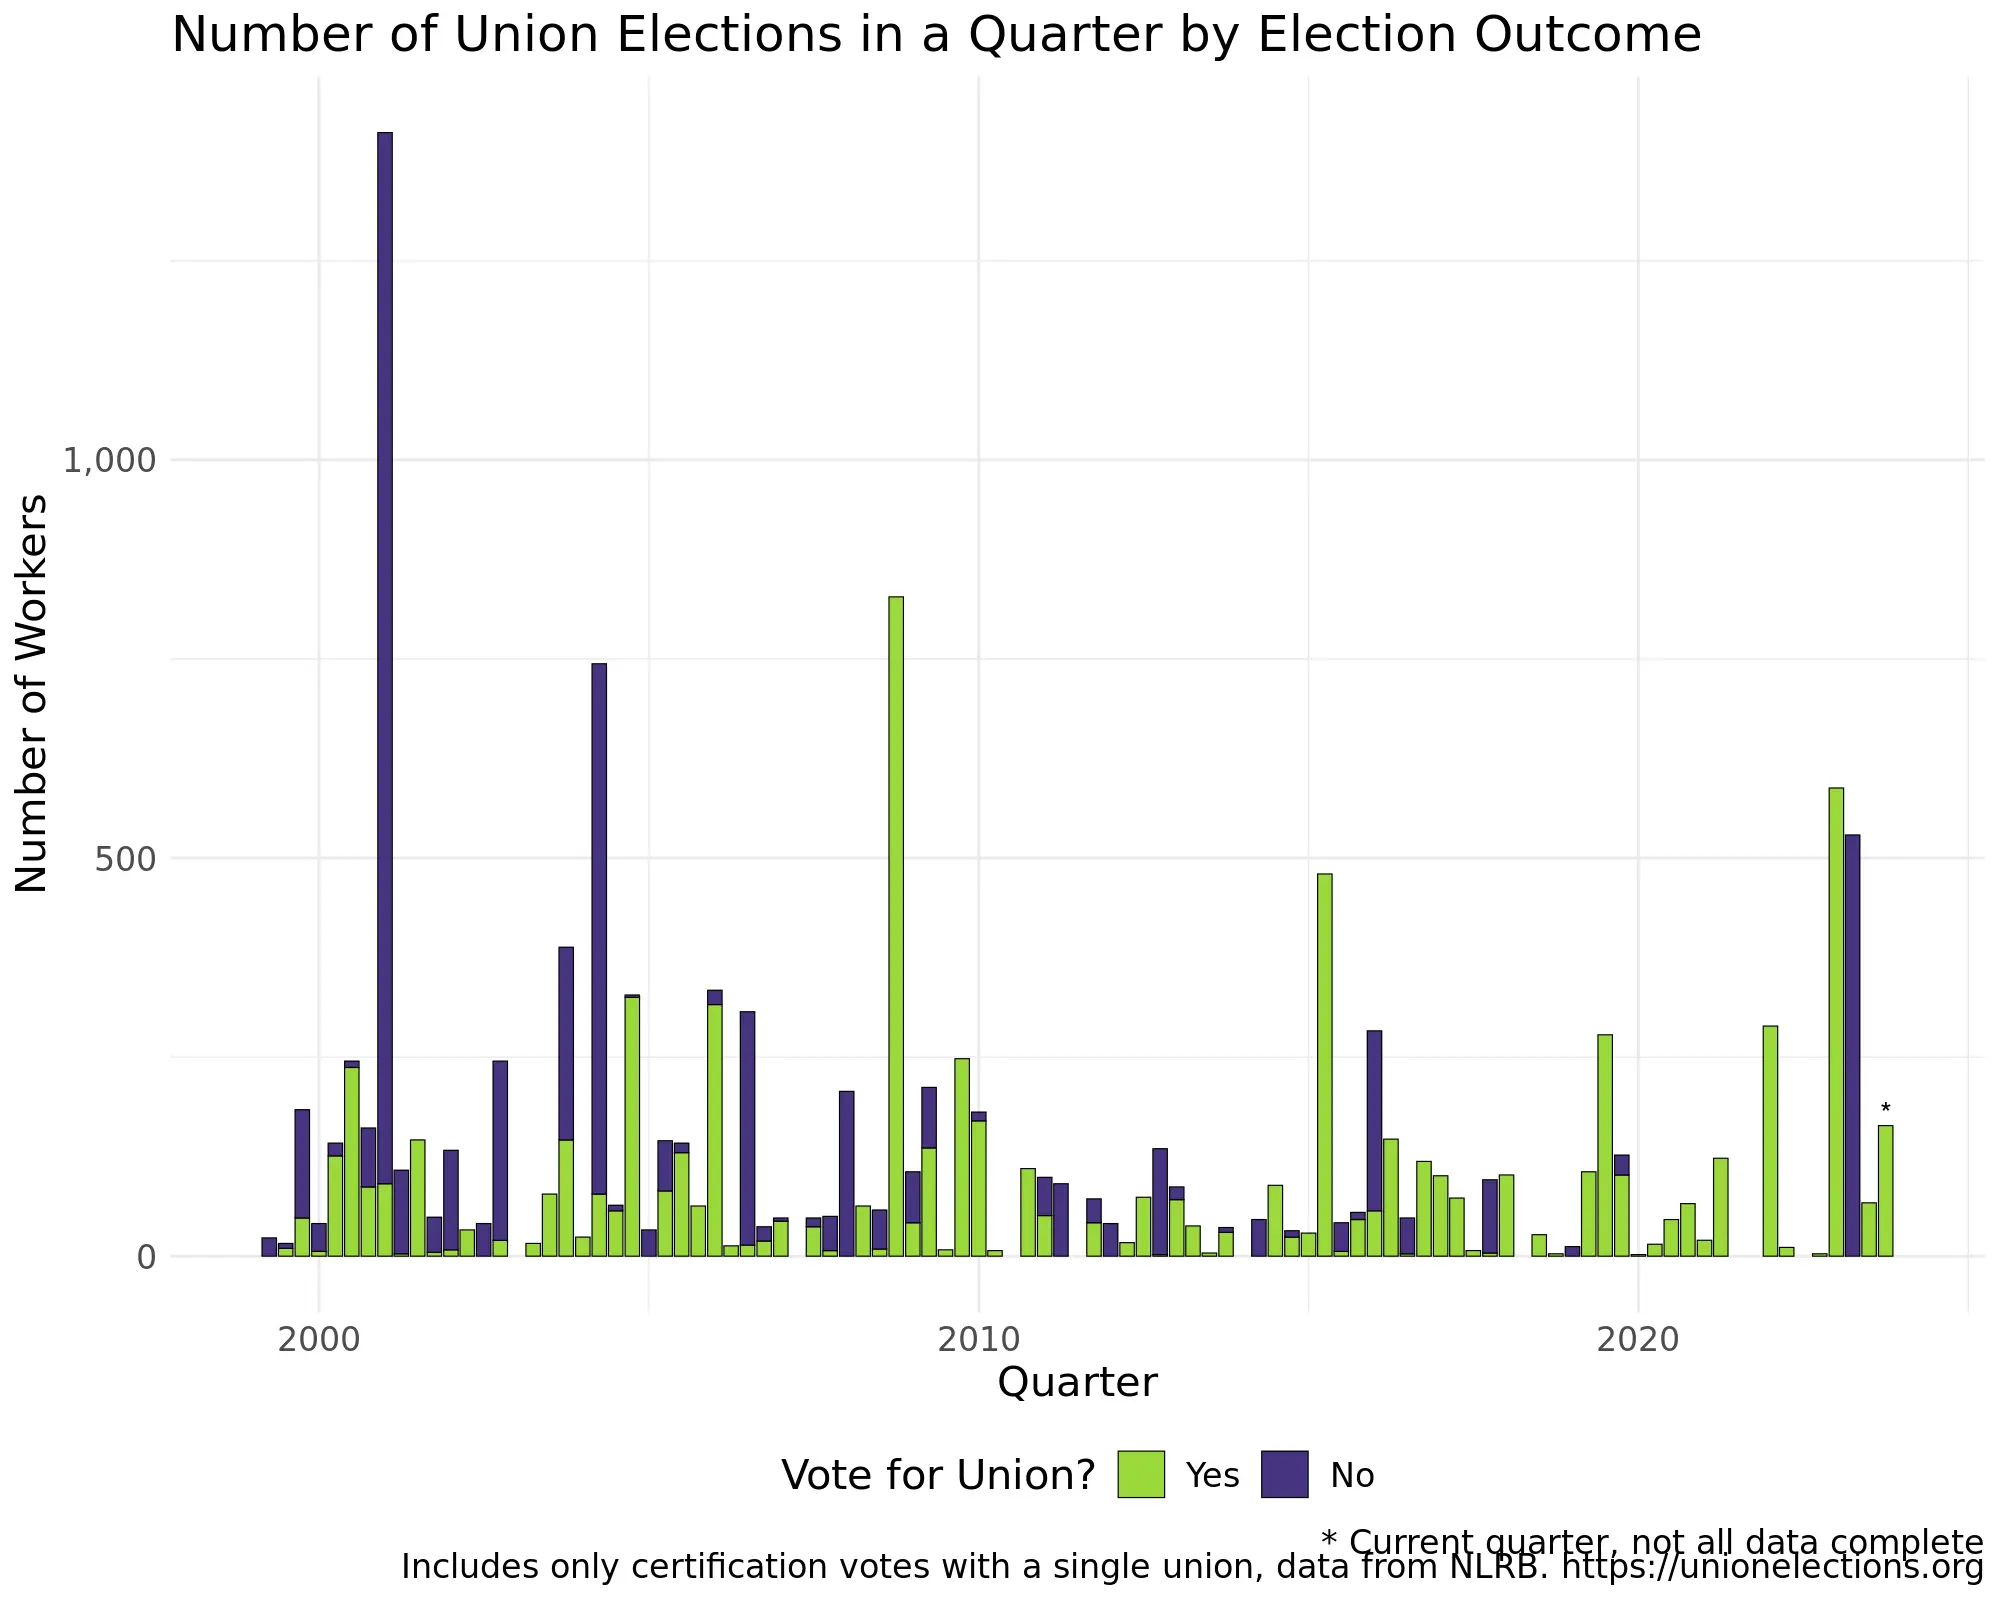 Number of Union Elections in a Quarter by Election Outcome
Number of Workers
1,000
500
0
*
2000
2010
2020
Quarter
Vote for Union?
Yes
No
* Current quarter, not all data complete
Includes only certification votes with a single union, data from NLRB. https://unionelections.org